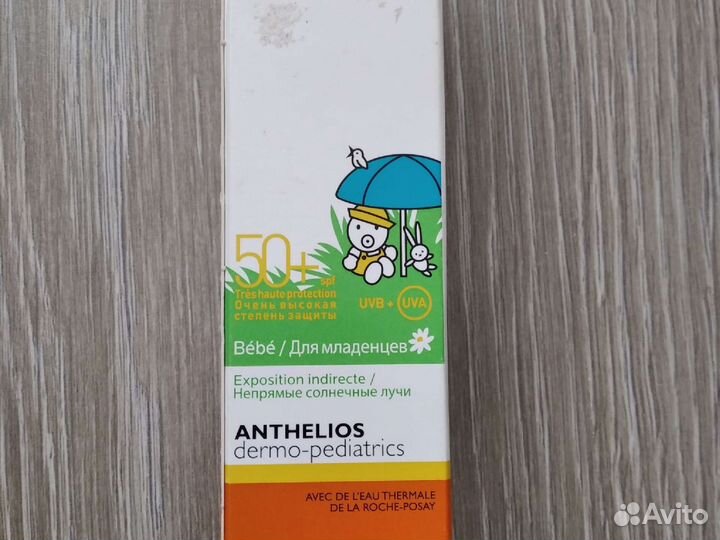 50+
spf
Très haute protection
Очень высокая
степень защиты
UVB + UVA
Bébé / Для младенцев
Exposition indirecte /
Непрямые солнечные лучи
ANTHELIOS
dermo-pediatrics
AVEC DE L'EAU THERMALE
DE LA ROCHE-POSAY
Avito